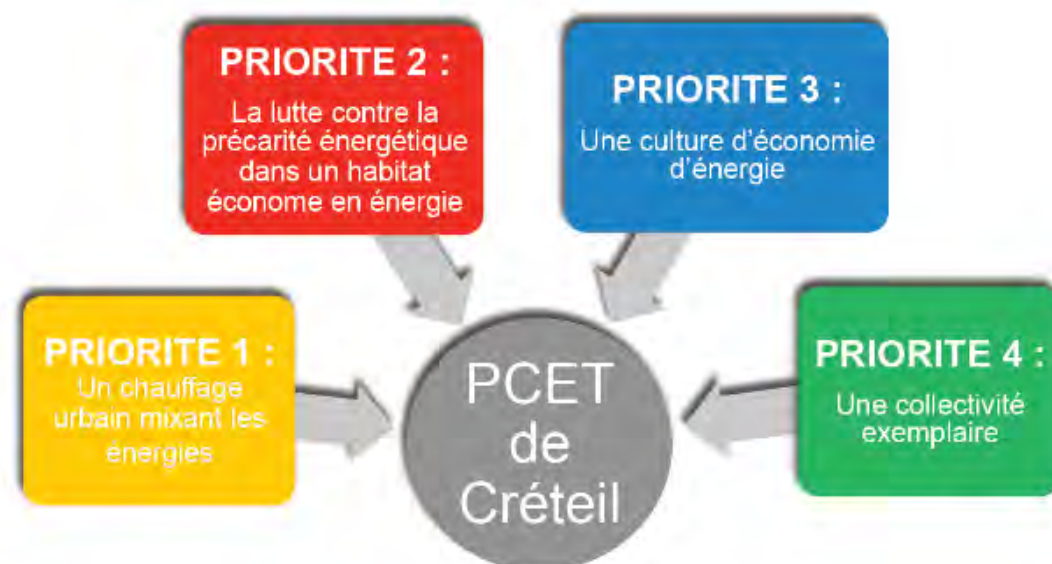 PRIORITE 1 :
Un chauffage
urbain mixant les
énergies
PRIORITE 2 :
La lutte contre la
précarité énergétique
dans un habitat
économe en énergie
PRIORITE 3 :
Une culture d'économie
d'énergie
PRIORITE 4 :
Une collectivité
exemplaire
PCET
de
Créteil